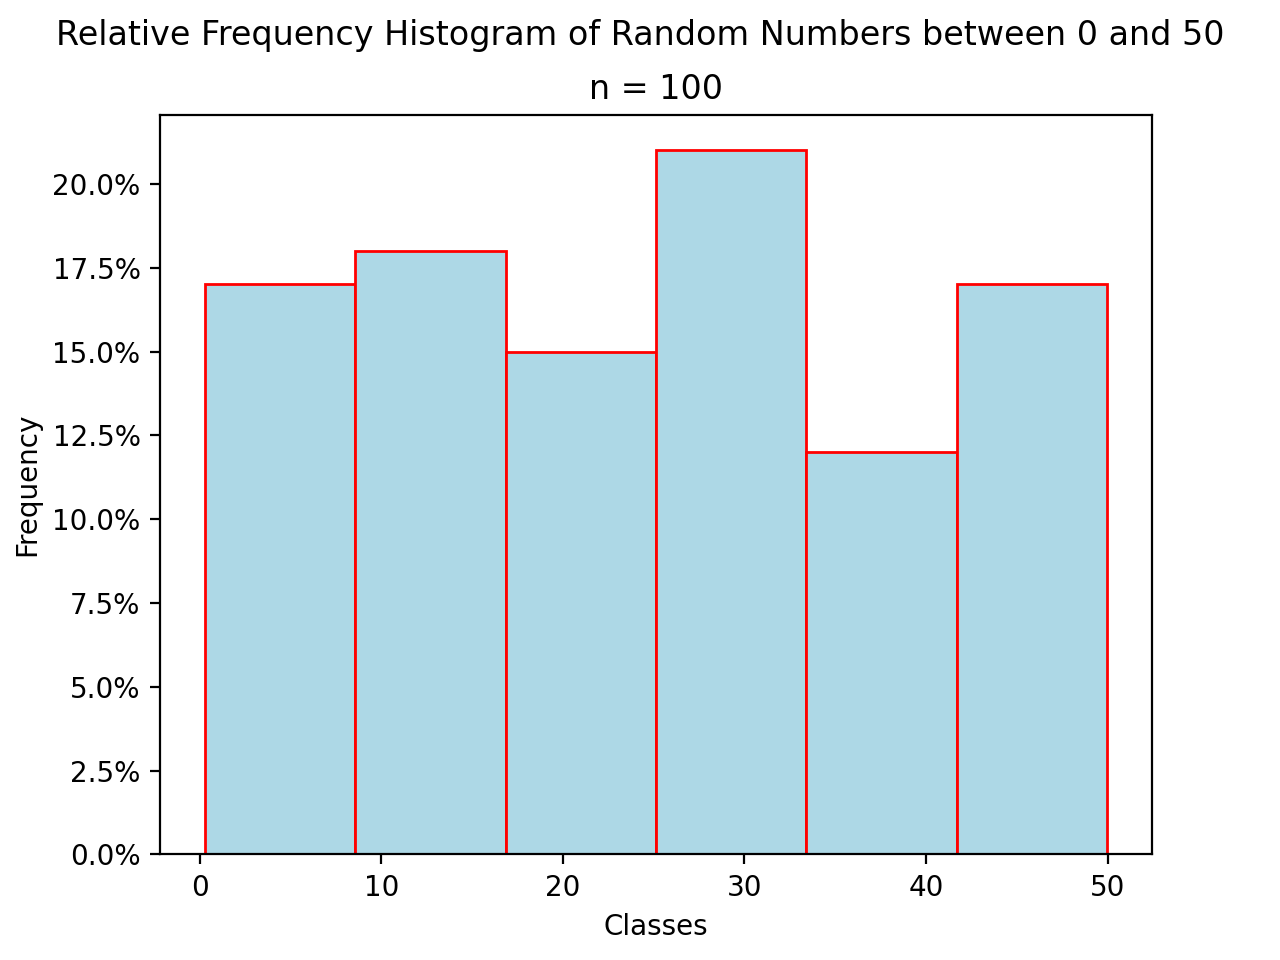 Relative Frequency Histogram of Random Numbers between 0 and 50
n = 100
20.0%
17.5%
15.0%
12.5%
10.0%
7.5%
5.0%
2.5%
0.0%
Frequency
0 10 20 30 40 50
Classes